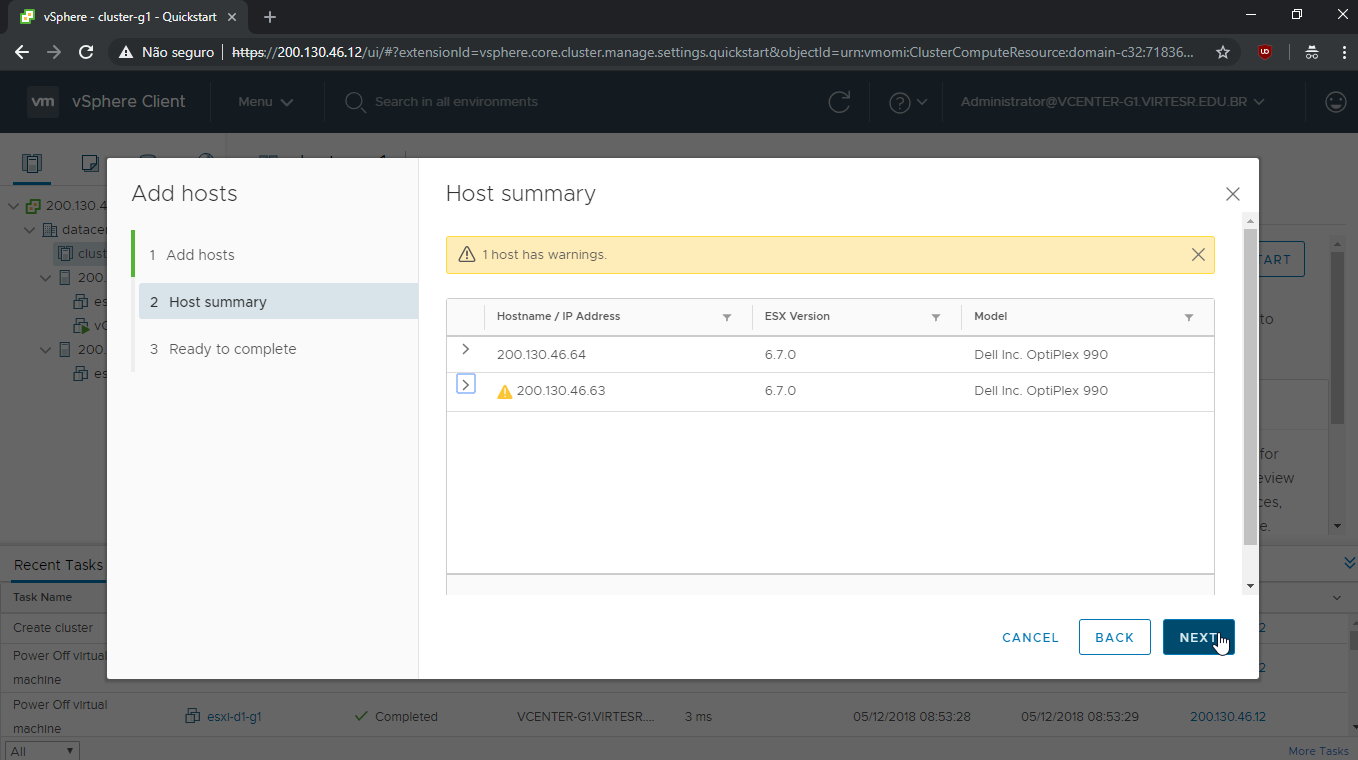 vSphere - cluster-g1 - Quickstart
Não seguro https://200.130.46.12/ui/#?extensionId=vsphere.core.cluster.manage.settings.quickstart&objectId=urn:vmomi:ClusterComputeResource:domain-c32:71836...
vm vSphere Client Menu Search in all environments Administrator@VCENTER-G1.VIRTESR.EDU.BR
200.130.4
datacen
clust
200.
es
vC
200.
es
Add hosts
1 Add hosts
2 Host summary
3 Ready to complete
Host summary
1 host has warnings.
Hostname / IP Address ESX Version Model
200.130.46.64 6.7.0 Dell Inc. OptiPlex 990
200.130.46.63 6.7.0 Dell Inc. OptiPlex 990
CANCEL BACK NEXT
TART
to
for
eview
ces,
e.
Recent Tasks
Task Name
Create cluster 2
Power Off virtual
machine 2
Power Off virtual
machine esxi-d1-g1 Completed VCENTER-G1.VIRTESR.... 3 ms 05/12/2018 08:53:28 05/12/2018 08:53:29 200.130.46.12
All More Tasks